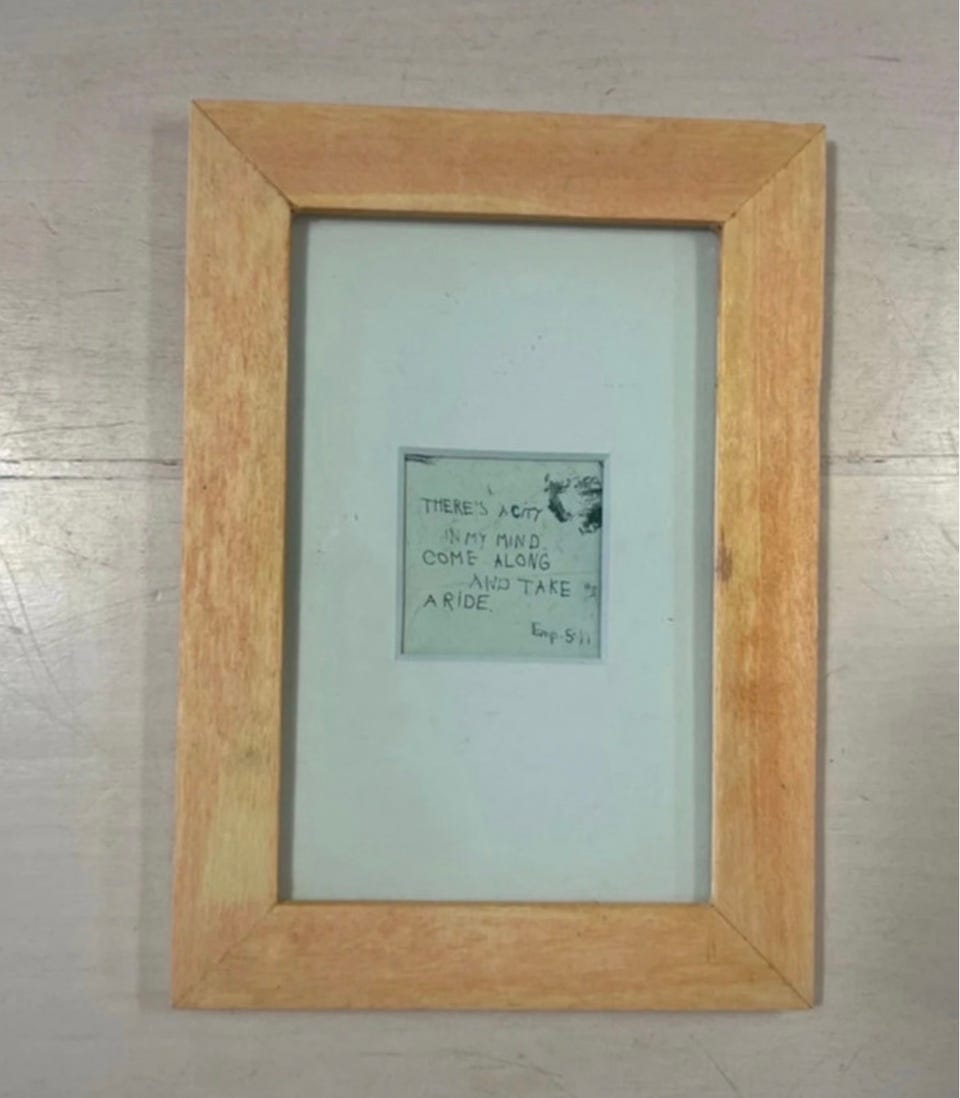 THERE'S A CITY
IN MY MIND
COME ALONG
AND TAKE
A RIDE.